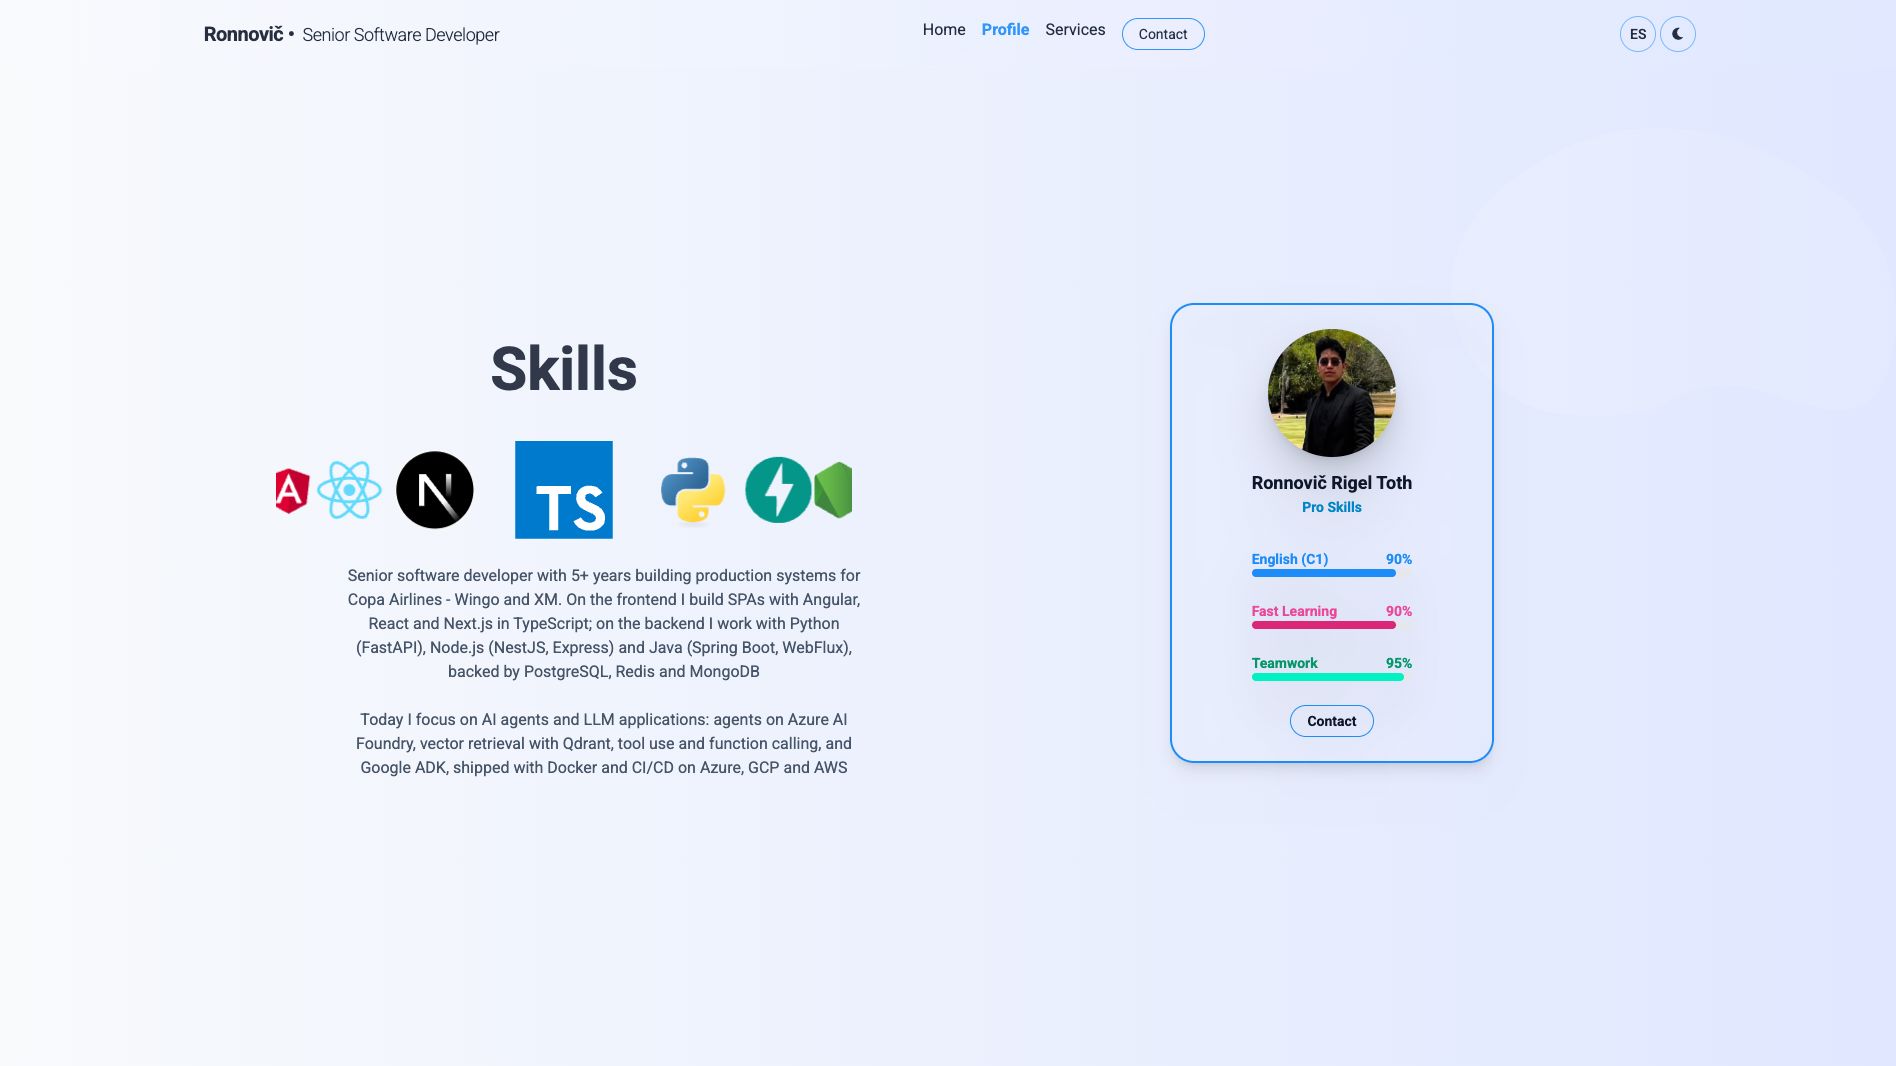 Ronnovič • Senior Software Developer
Home Profile Services Contact
ES
Skills
A N TS
Senior software developer with 5+ years building production systems for
Copa Airlines - Wingo and XM. On the frontend I build SPAs with Angular,
React and Next.js in TypeScript; on the backend I work with Python
(FastAPI), Node.js (NestJS, Express) and Java (Spring Boot, WebFlux),
backed by PostgreSQL, Redis and MongoDB
Today I focus on AI agents and LLM applications: agents on Azure AI
Foundry, vector retrieval with Qdrant, tool use and function calling, and
Google ADK, shipped with Docker and CI/CD on Azure, GCP and AWS
Ronnovič Rigel Toth
Pro Skills
English (C1) 90%
Fast Learning 90%
Teamwork 95%
Contact